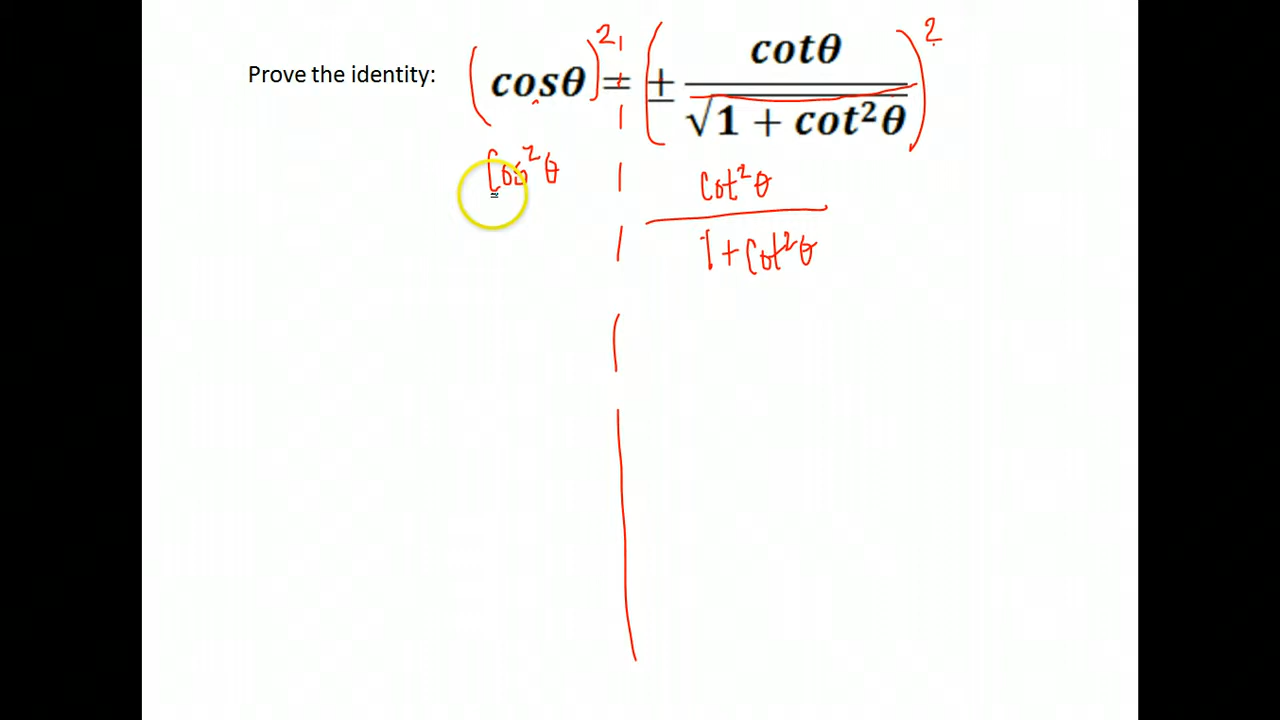 Prove the identity: (cosθ)² = (± cotθ / √1 + cot²θ)²
cos²θ cot²θ / 1 + cot²θ